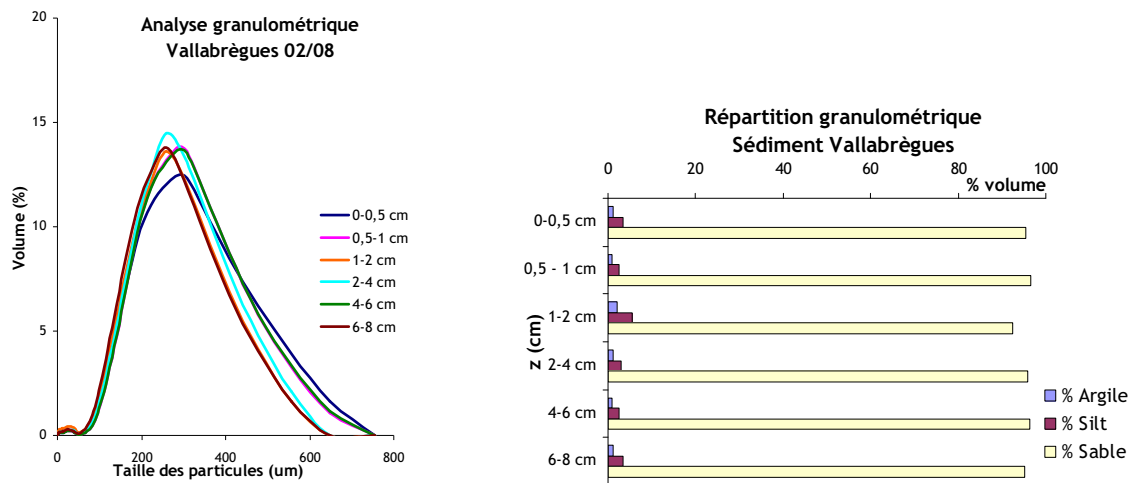 Analyse granulométrique
Vallabrègues 02/08
20
15
10
5
0
Volume (%)
0 200 400 600 800
Taille des particules (um)
0-0,5 cm
0,5-1 cm
1-2 cm
2-4 cm
4-6 cm
6-8 cm
Répartition granulométrique
Sédiment Vallabrègues
0 20 40 60 80 100
% volume
z (cm)
0-0,5 cm
0,5 - 1 cm
1-2 cm
2-4 cm
4-6 cm
6-8 cm
% Argile
% Silt
% Sable